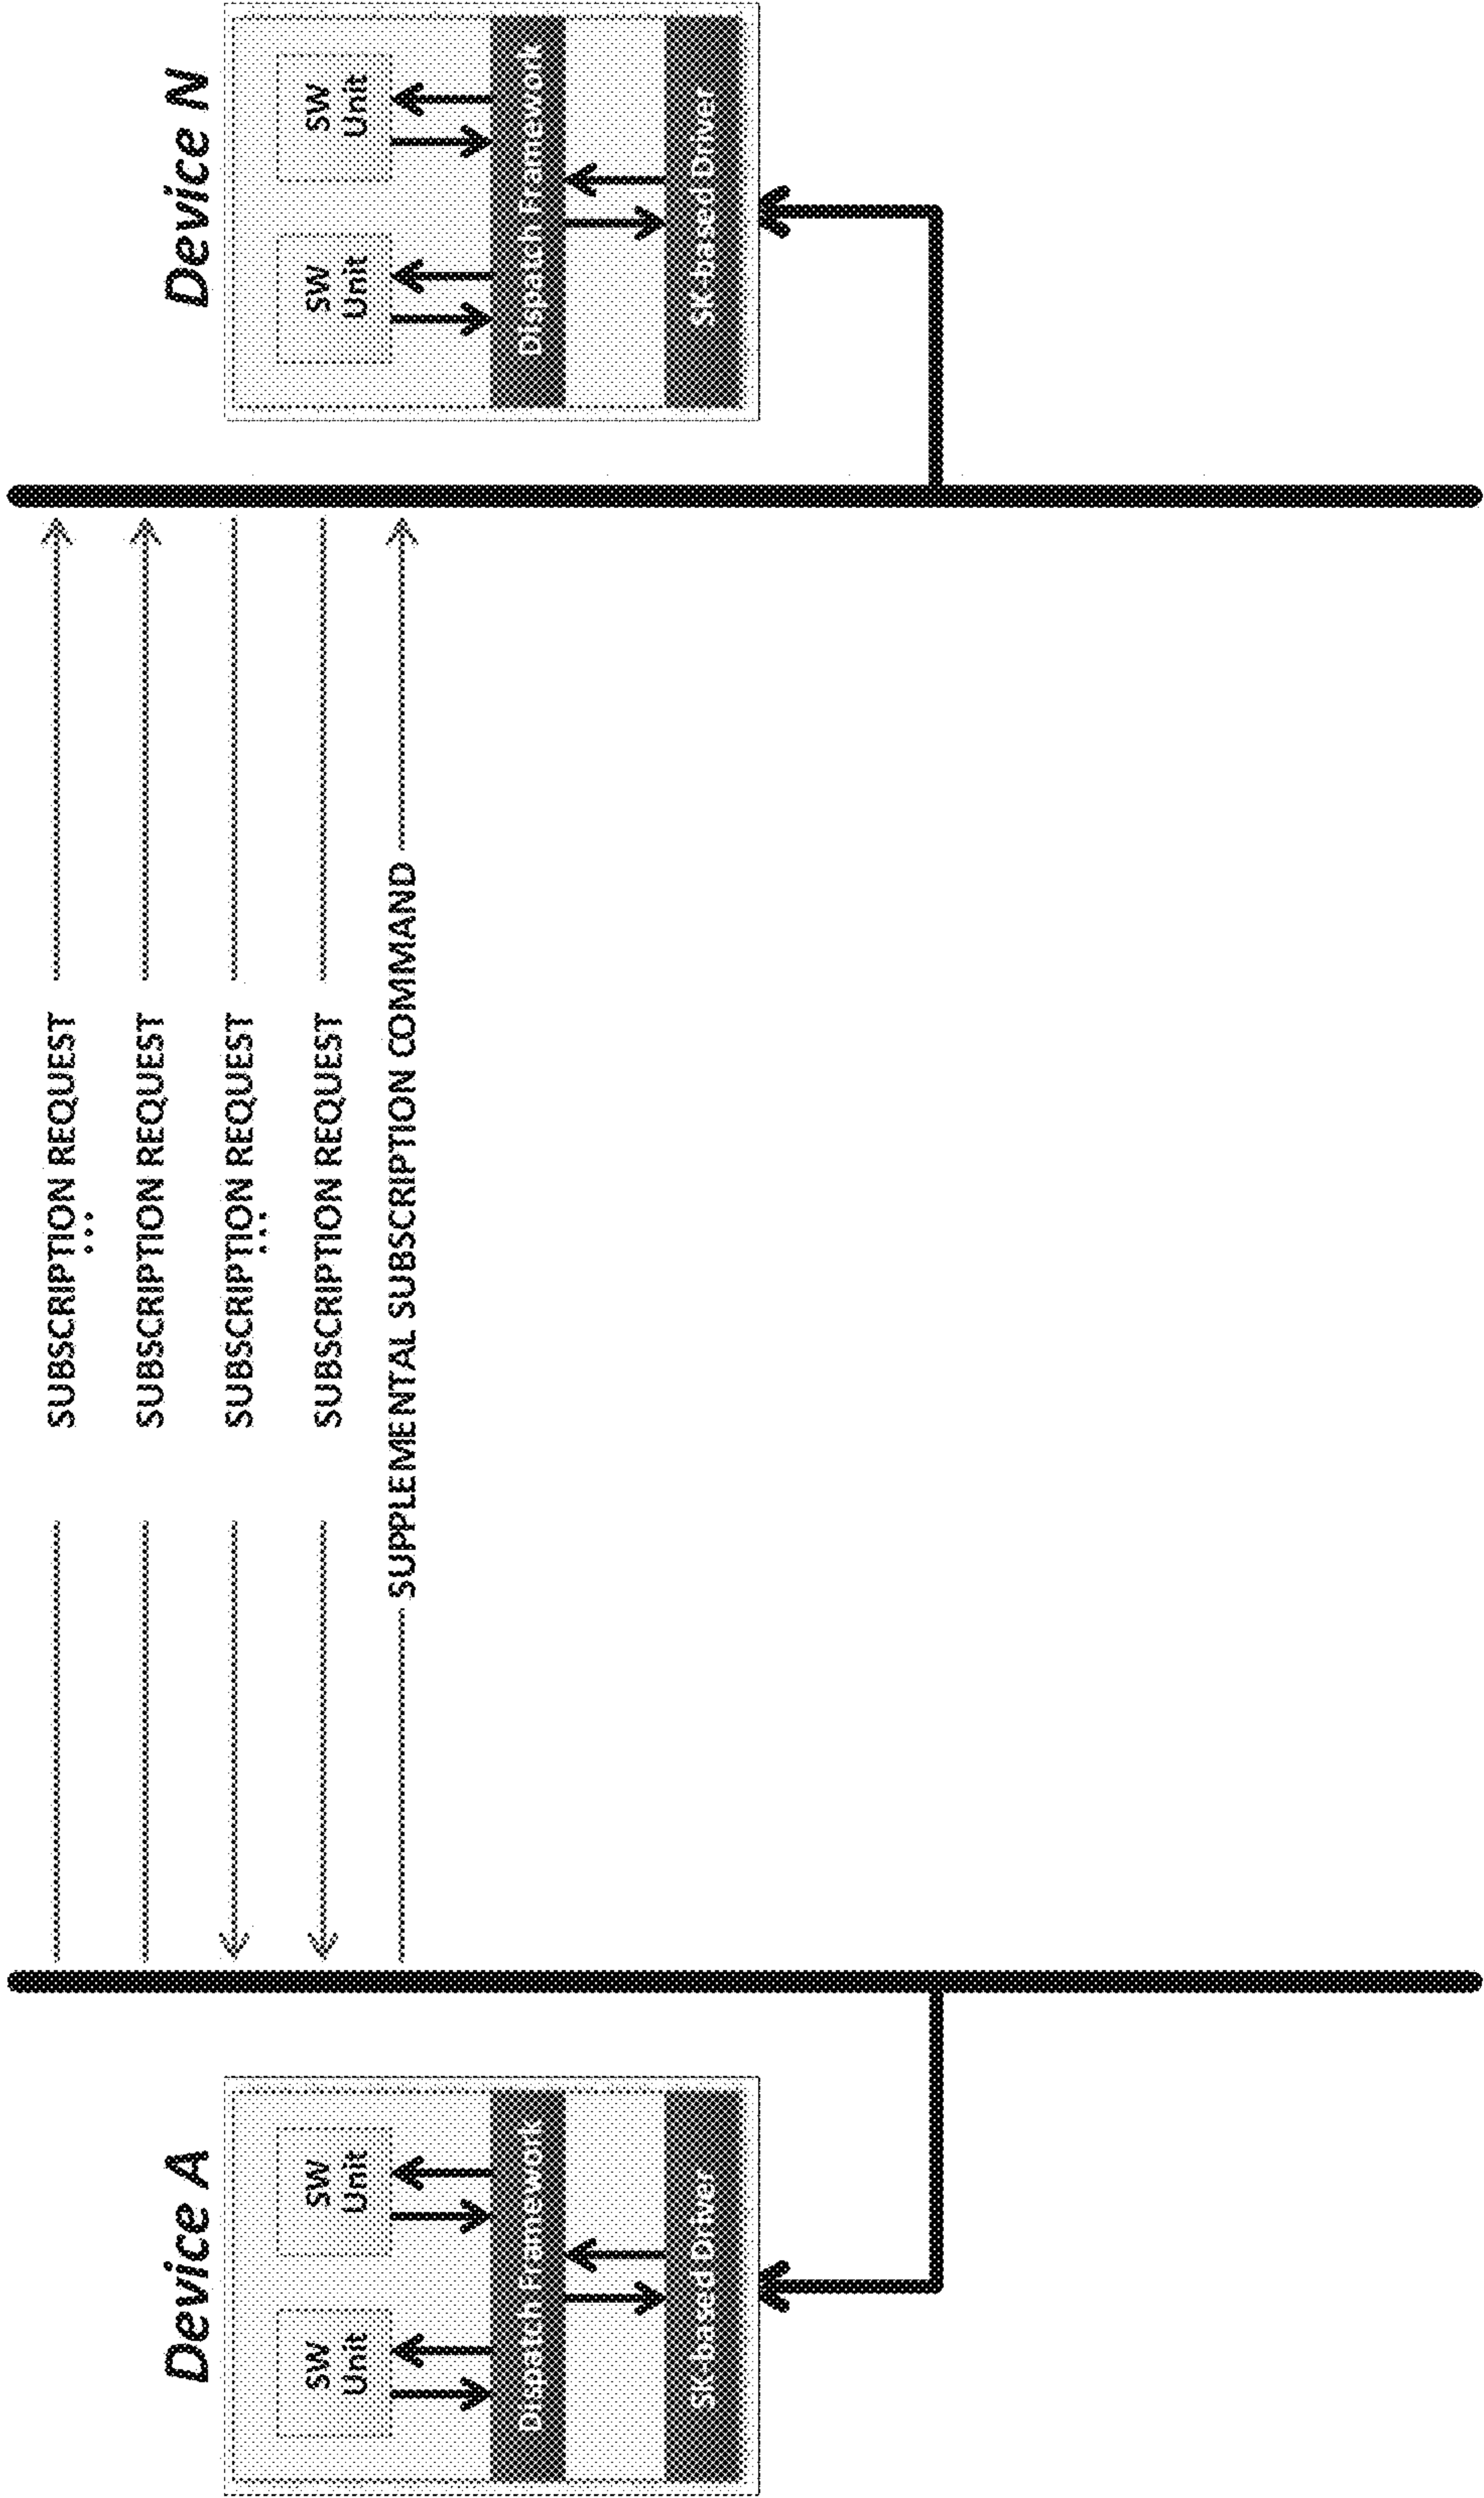 Device A
SW
Unit
SW
Unit
Dispatch Framework
SK-based Driver
SUBSCRIPTION REQUEST
...
SUBSCRIPTION REQUEST
SUBSCRIPTION REQUEST
...
SUBSCRIPTION REQUEST
SUPPLEMENTAL SUBSCRIPTION COMMAND
Device N
SW
Unit
SW
Unit
Dispatch Framework
SK-based Driver